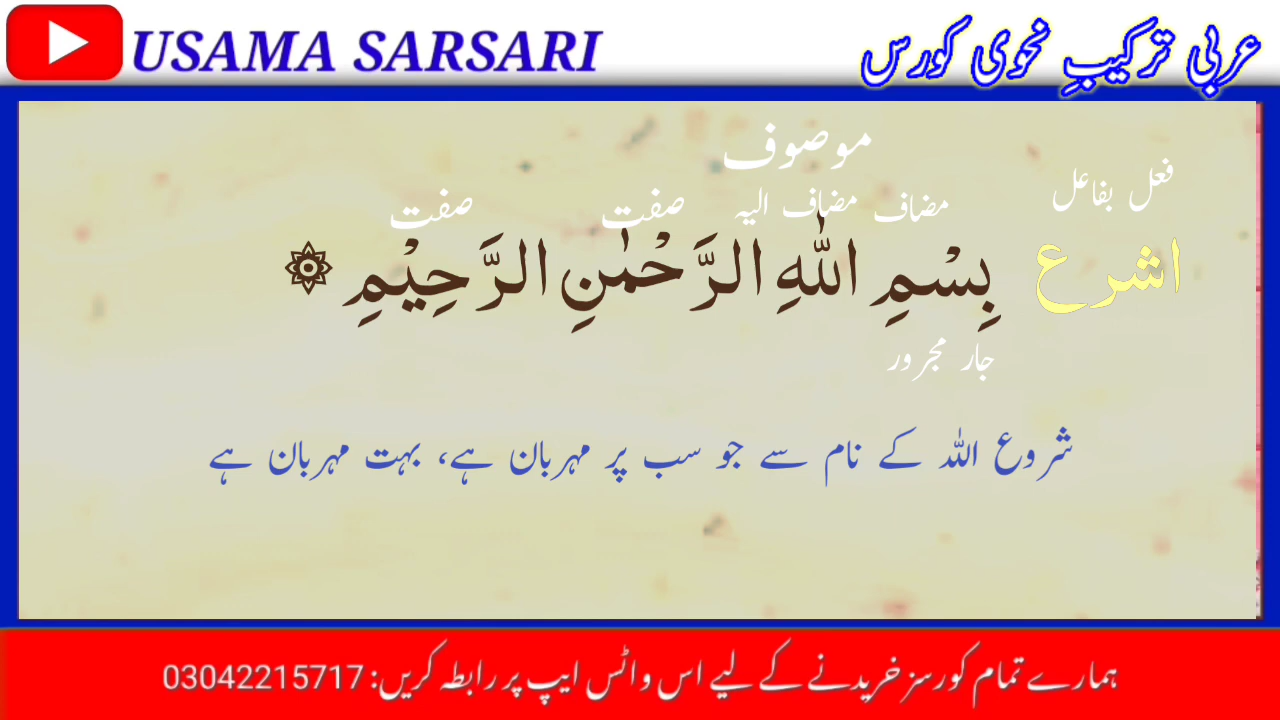 USAMA SARSARI
عربی ترکیبِ نحوی کورس
موصوف
فعل بفاعل
مضاف مضاف الیہ صفت صفت
اشرع بِسْمِ اللّٰهِ الرَّحْمٰنِ الرَّحِيْمِ ۞
جار مجرور
شروع اللہ کے نام سے جو سب پر مہربان ہے، بہت مہربان ہے
ہمارے تمام کورسز خریدنے کے لیے اس واٹس ایپ پر رابطہ کریں: 03042215717